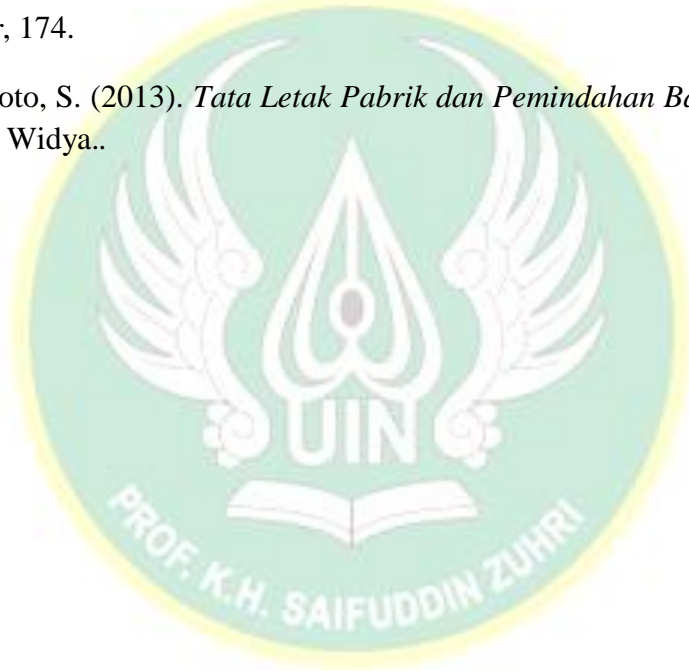 r, 174.
oto, S. (2013). Tata Letak Pabrik dan Pemindahan Ba
Widya..
UIN
PROF. K.H. SAIFUDDIN ZUHRI